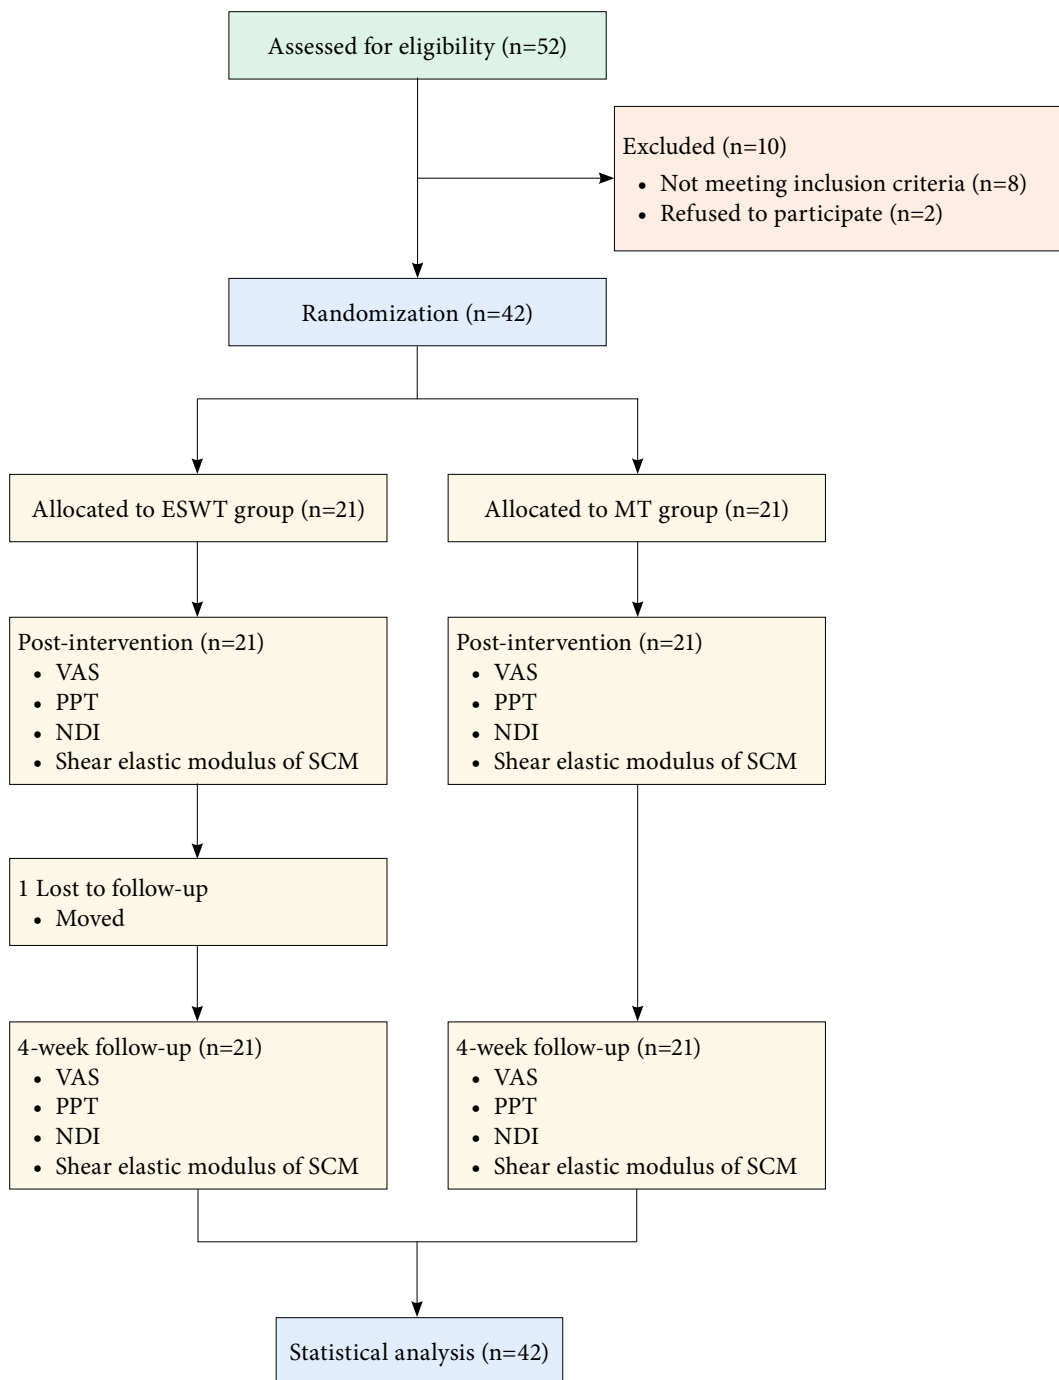 Assessed for eligibility (n=52)
Excluded (n=10)
• Not meeting inclusion criteria (n=8)
• Refused to participate (n=2)
Randomization (n=42)
Allocated to ESWT group (n=21)
Allocated to MT group (n=21)
Post-intervention (n=21)
• VAS
• PPT
• NDI
• Shear elastic modulus of SCM
Post-intervention (n=21)
• VAS
• PPT
• NDI
• Shear elastic modulus of SCM
1 Lost to follow-up
• Moved
4-week follow-up (n=21)
• VAS
• PPT
• NDI
• Shear elastic modulus of SCM
4-week follow-up (n=21)
• VAS
• PPT
• NDI
• Shear elastic modulus of SCM
Statistical analysis (n=42)